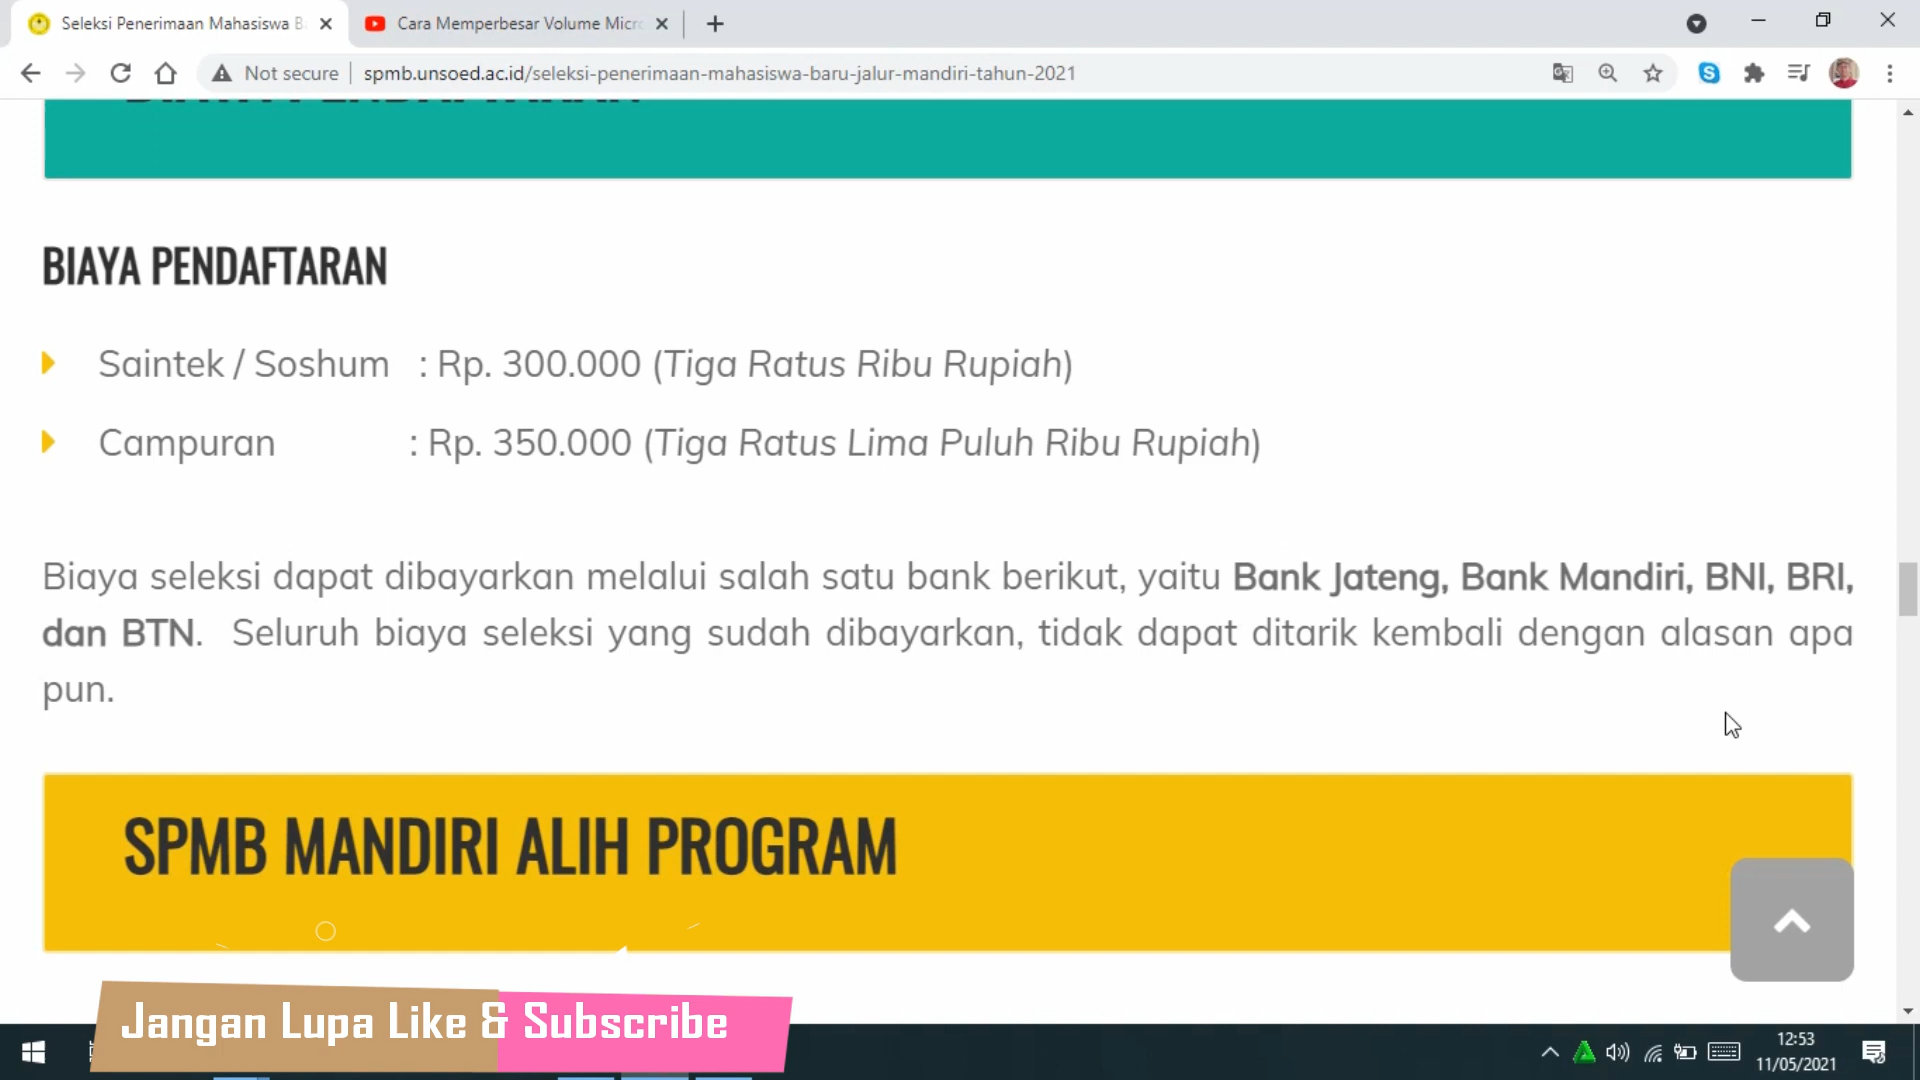 Seleksi Penerimaan Mahasiswa B
Cara Memperbesar Volume Micr
Not secure
spmb.unsoed.ac.id/seleksi-penerimaan-mahasiswa-baru-jalur-mandiri-tahun-2021
BIAYA PENDAFTARAN
BIAYA PENDAFTARAN
Saintek / Soshum : Rp. 300.000 (Tiga Ratus Ribu Rupiah)
Campuran : Rp. 350.000 (Tiga Ratus Lima Puluh Ribu Rupiah)
Biaya seleksi dapat dibayarkan melalui salah satu bank berikut, yaitu Bank Jateng, Bank Mandiri, BNI, BRI,
dan BTN. Seluruh biaya seleksi yang sudah dibayarkan, tidak dapat ditarik kembali dengan alasan apa
pun.
SPMB MANDIRI ALIH PROGRAM
Jangan Lupa Like & Subscribe
12:53
11/05/2021